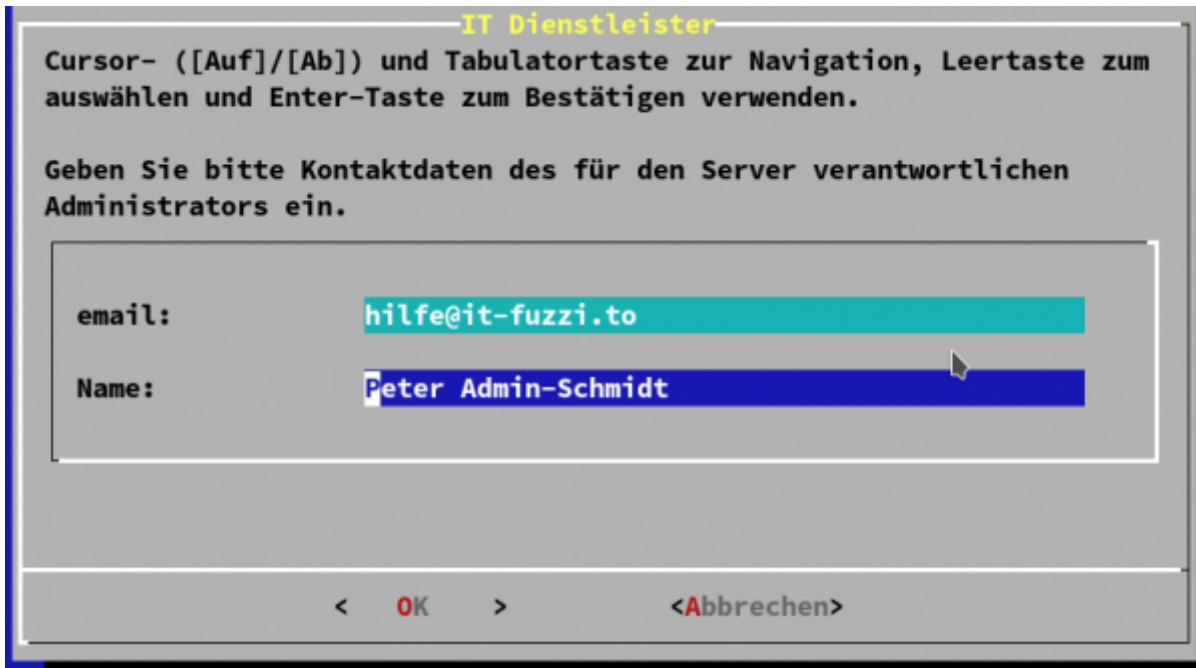 IT Dienstleister
Cursor- ([Auf]/[Ab]) und Tabulatortaste zur Navigation, Leertaste zum
auswählen und Enter-Taste zum Bestätigen verwenden.
Geben Sie bitte Kontaktdaten des für den Server verantwortlichen
Administrators ein.
email: hilfe@it-fuzzi.to
Name: Peter Admin-Schmidt
< OK > <Abbrechen>